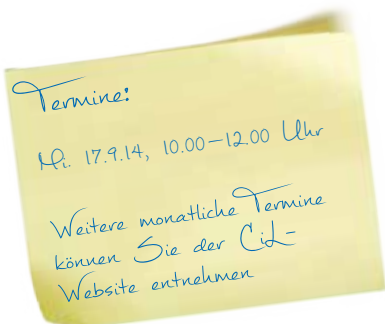 Termine:
Mi. 17.9.14, 10.00–12.00 Uhr
Weitere monatliche Termine
können Sie der CiL-
Website entnehmen